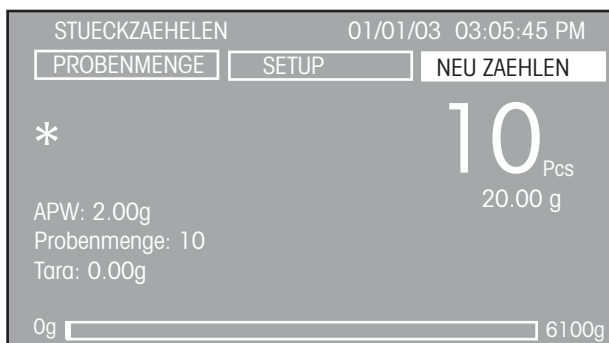 STUECKZAEHELEN 01/01/03 03:05:45 PM
PROBENMENGE SETUP NEU ZAEHLEN
* 10 Pcs
20.00 g
APW: 2.00g
Probenmenge: 10
Tara: 0.00g
0g 6100g